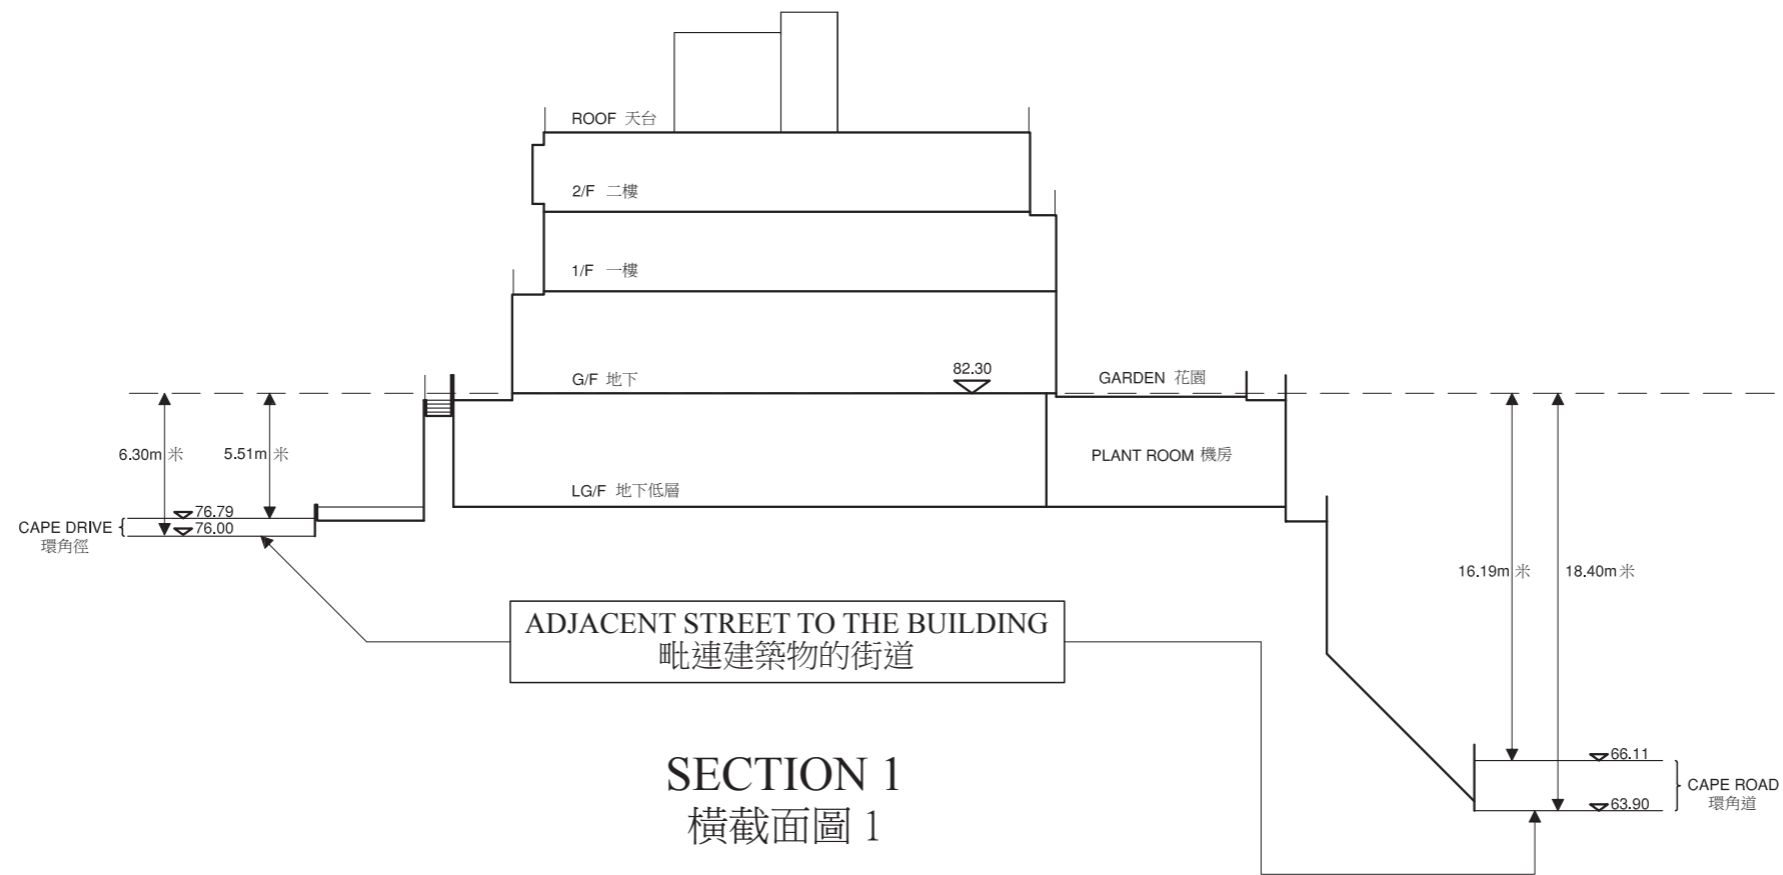 ROOF 天台
2/F 二樓
1/F 一樓
G/F 地下
82.30
GARDEN 花園
6.30m 米
5.51m 米
PLANT ROOM 機房
LG/F 地下低層
76.79
76.00
CAPE DRIVE
環角徑
16.19m 米
18.40m 米
ADJACENT STREET TO THE BUILDING
毗連建築物的街道
66.11
63.90
CAPE ROAD
環角道
SECTION 1
橫截面圖 1